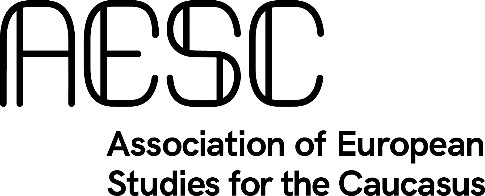 AESC
Association of European
Studies for the Caucasus